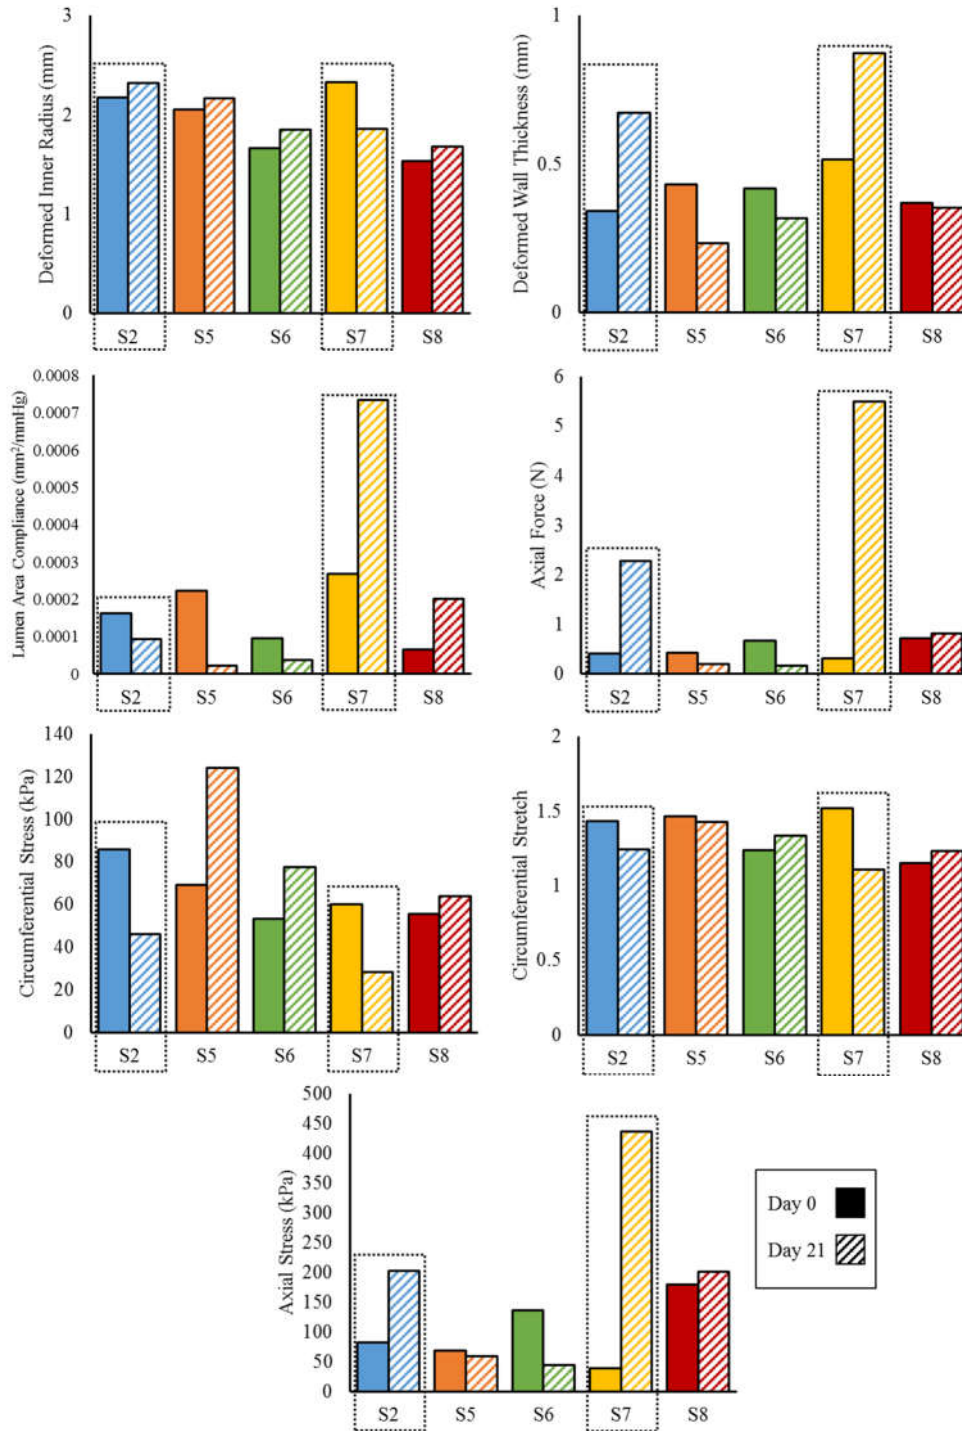 Deformed Inner Radius (mm)
3
2
1
0
S2 S5 S6 S7 S8
Deformed Wall Thickness (mm)
1
0.5
0
S2 S5 S6 S7 S8
Lumen Area Compliance (mm²/mmHg)
0.0008
0.0007
0.0006
0.0005
0.0004
0.0003
0.0002
0.0001
0
S2 S5 S6 S7 S8
Axial Force (N)
6
5
4
3
2
1
0
S2 S5 S6 S7 S8
Circumferential Stress (kPa)
140
120
100
80
60
40
20
0
S2 S5 S6 S7 S8
Circumferential Stretch
2
1.5
1
0.5
0
S2 S5 S6 S7 S8
Axial Stress (kPa)
500
450
400
350
300
250
200
150
100
50
0
S2 S5 S6 S7 S8
Day 0
Day 21